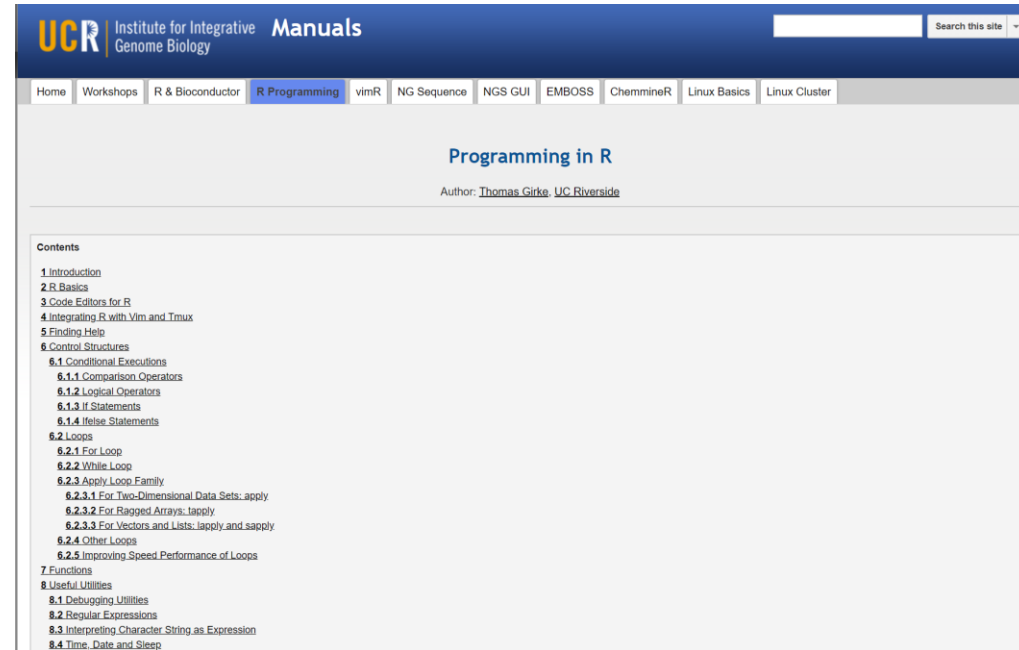 UCR Institute for Integrative Genome Biology Manuals
Search this site
Home Workshops R & Bioconductor R Programming vimR NG Sequence NGS GUI EMBOSS ChemmineR Linux Basics Linux Cluster
Programming in R
Author: Thomas Girke, UC Riverside
Contents
1 Introduction
2 R Basics
3 Code Editors for R
4 Integrating R with Vim and Tmux
5 Finding Help
6 Control Structures
6.1 Conditional Executions
6.1.1 Comparison Operators
6.1.2 Logical Operators
6.1.3 If Statements
6.1.4 Ifelse Statements
6.2 Loops
6.2.1 For Loop
6.2.2 While Loop
6.2.3 Apply Loop Family
6.2.3.1 For Two-Dimensional Data Sets: apply
6.2.3.2 For Ragged Arrays: tapply
6.2.3.3 For Vectors and Lists: lapply and sapply
6.2.4 Other Loops
6.2.5 Improving Speed Performance of Loops
7 Functions
8 Useful Utilities
8.1 Debugging Utilities
8.2 Regular Expressions
8.3 Interpreting Character String as Expression
8.4 Time, Date and Sleep